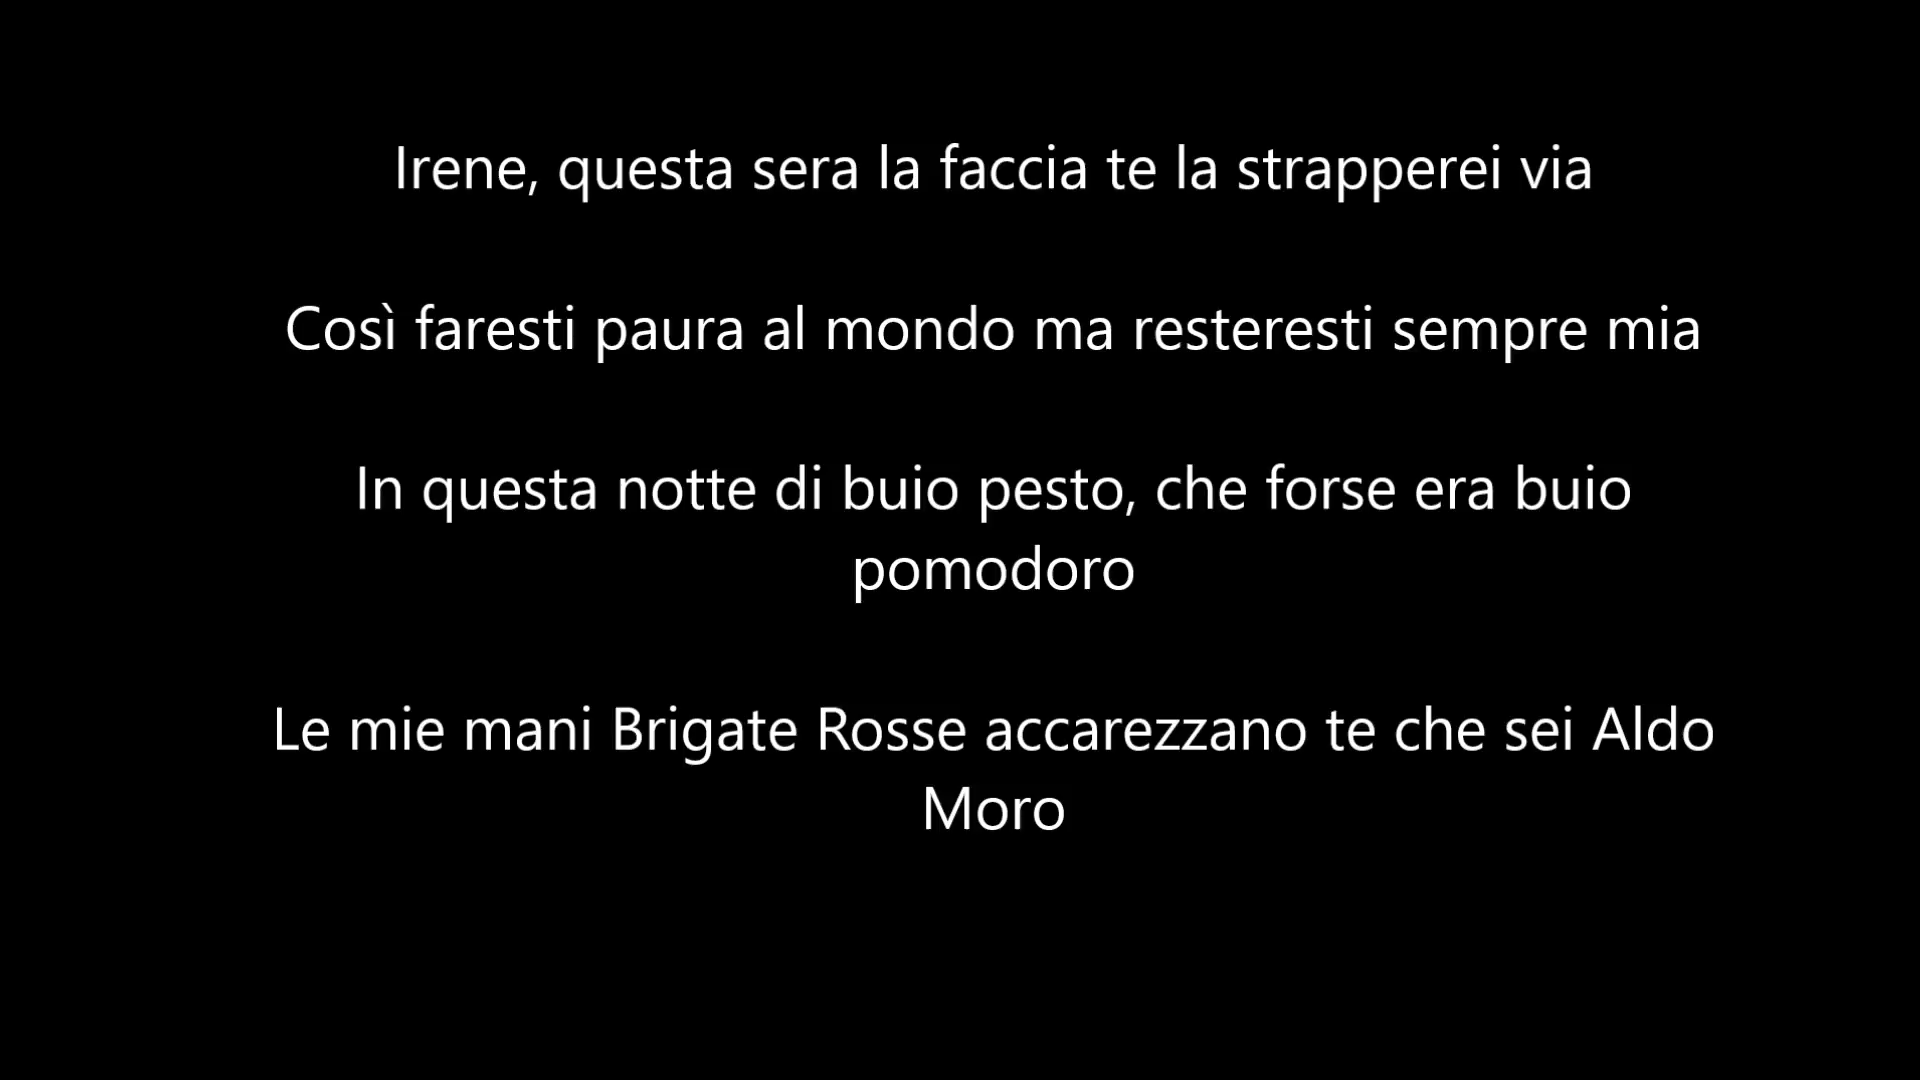 Irene, questa sera la faccia te la strapperei via
Così faresti paura al mondo ma resteresti sempre mia
In questa notte di buio pesto, che forse era buio
pomodoro
Le mie mani Brigate Rosse accarezzano te che sei Aldo
Moro